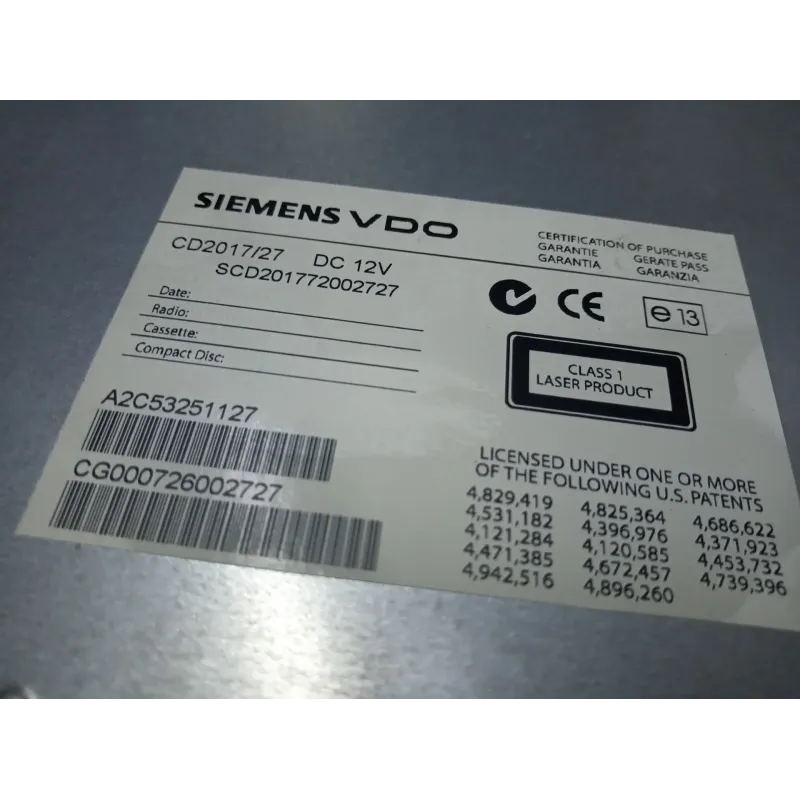 SIEMENS VDO
CERTIFICATION OF PURCHASE
GARANTIE GERATE PASS
GARANTIA GARANZIA
CD2017/27 DC 12V
SCD201772002727
Date:
Radio:
Cassette:
Compact Disc:
CE
e 13
CLASS 1
LASER PRODUCT
A2C53251127
CG000726002727
LICENSED UNDER ONE OR MORE
OF THE FOLLOWING U.S. PATENTS
4,829,419 4,825,364 4,686,622
4,531,182 4,396,976 4,371,923
4,121,284 4,120,585 4,453,732
4,471,385 4,672,457 4,739,396
4,942,516 4,896,260